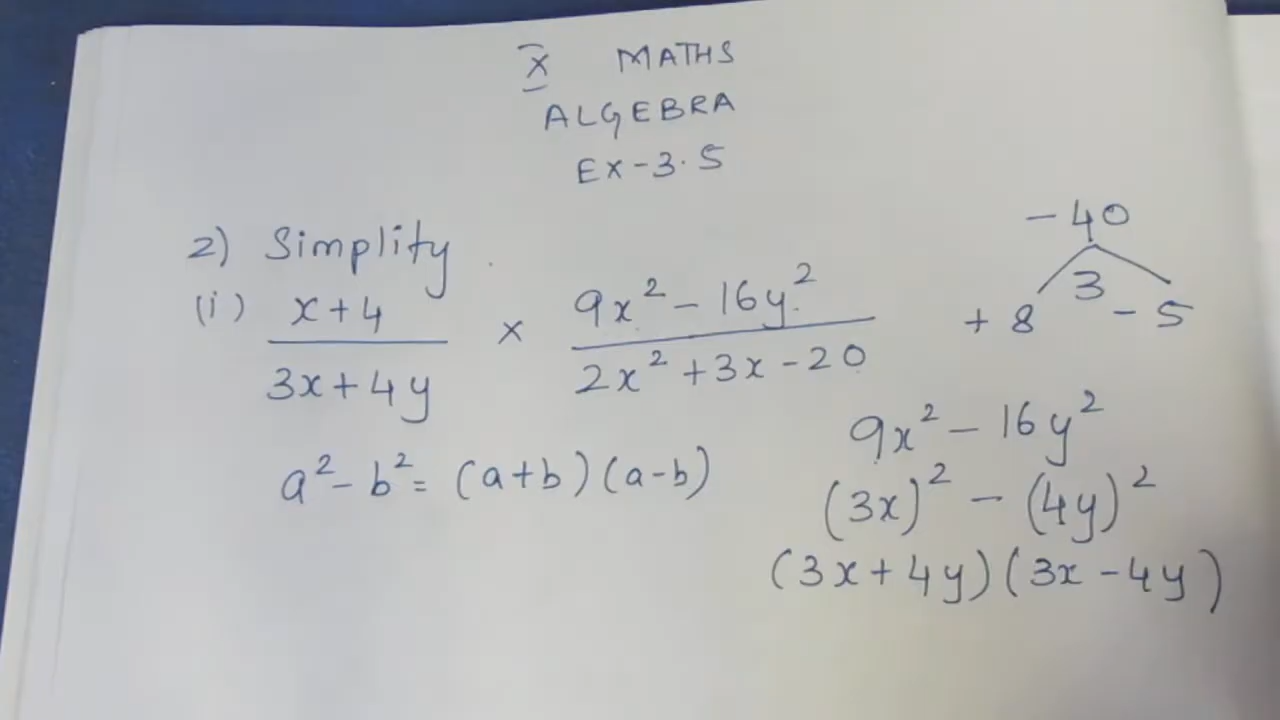 X MATHS
ALGEBRA
EX-3.5
2) Simplify
(i) x+4 / 3x+4y × 9x² - 16y² / 2x² +3x -20
a² - b² = (a+b)(a-b)
-40
3
+8 -5
9x² - 16y²
(3x)² - (4y)²
(3x+4y)(3x-4y)